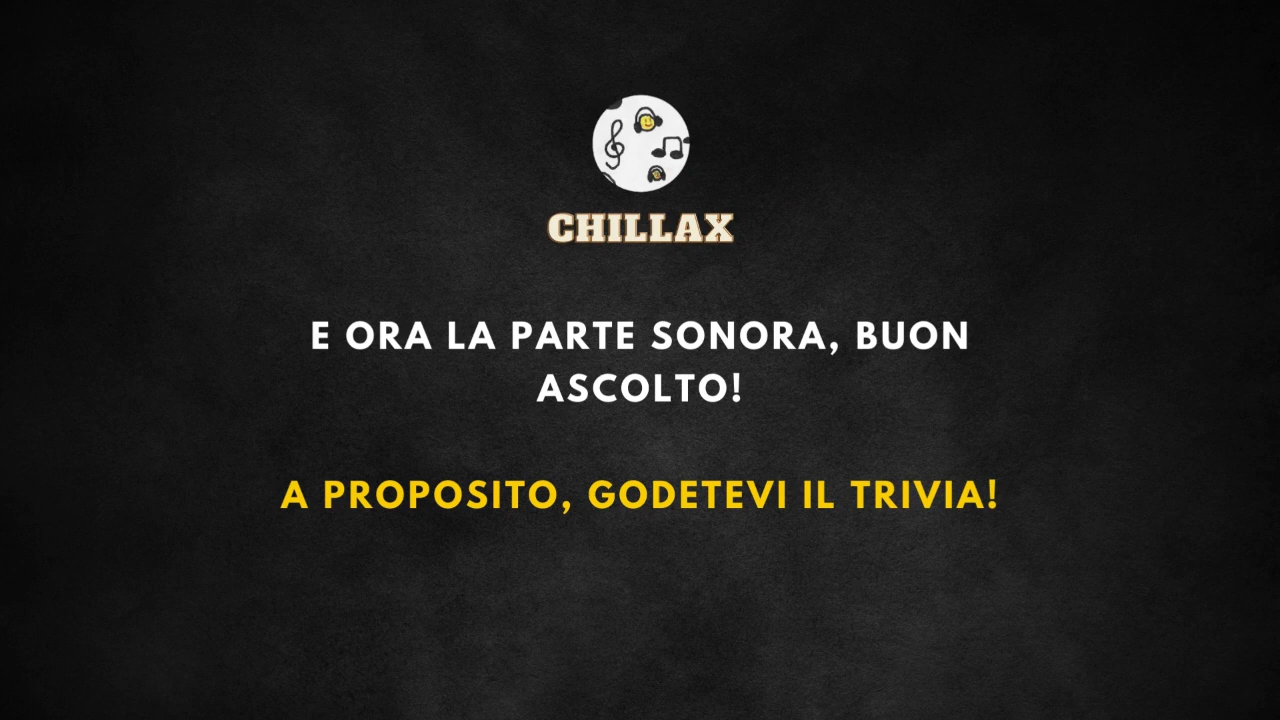 CHILLAX
E ORA LA PARTE SONORA, BUON
ASCOLTO!
A PROPOSITO, GODETEVI IL TRIVIA!